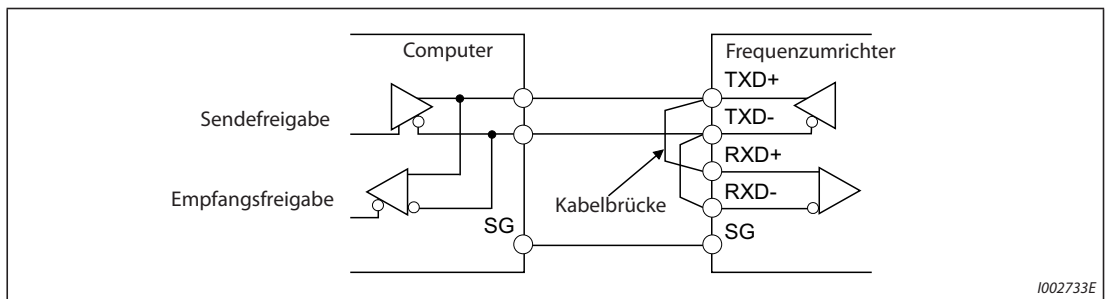 Computer
Frequenzumrichter
TXD+
Sendefreigabe
TXD-
RXD+
Empfangsfreigabe
Kabelbrücke
RXD-
SG
SG
I002733E